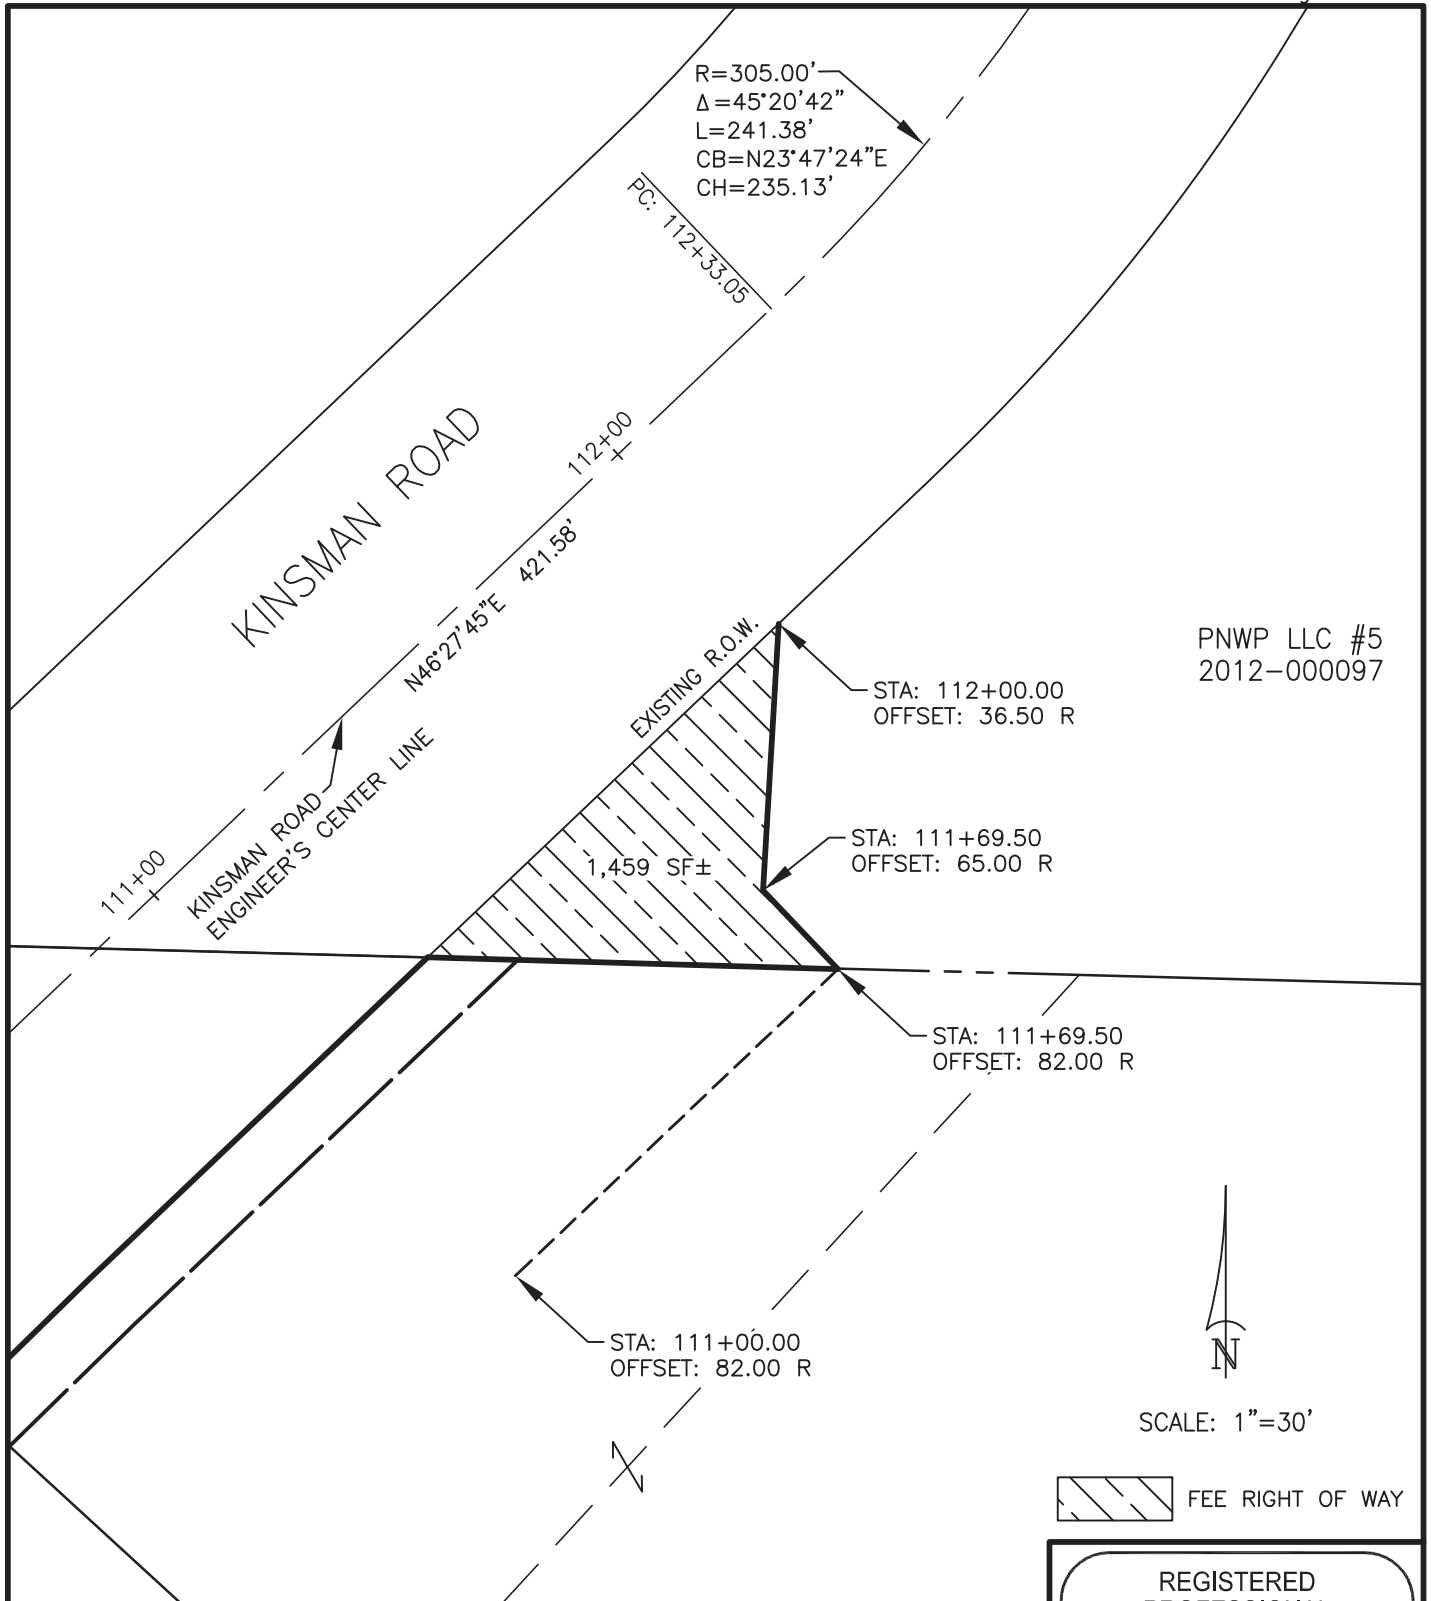 R=305.00'
Δ=45°20'42"
L=241.38'
CB=N23°47'24"E
CH=235.13'
PC: 112+33.05
KINSMAN ROAD
112+00
N46°27'45"E 421.58'
EXISTING R.O.W.
PNWP LLC #5
2012-000097
STA: 112+00.00
OFFSET: 36.50 R
KINSMAN ROAD
ENGINEER'S CENTER LINE
111+00
1,459 SF±
STA: 111+69.50
OFFSET: 65.00 R
STA: 111+69.50
OFFSET: 82.00 R
STA: 111+00.00
OFFSET: 82.00 R
N
SCALE: 1"=30'
FEE RIGHT OF WAY
REGISTERED